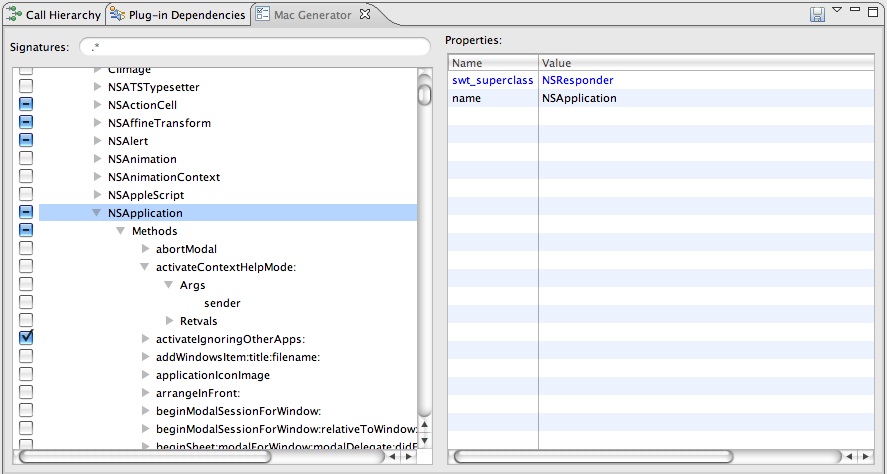 Call Hierarchy
Plug-in Dependencies
Mac Generator
Signatures:
.*
CIImage
NSATSTypesetter
NSActionCell
NSAffineTransform
NSAlert
NSAnimation
NSAnimationContext
NSAppleScript
NSApplication
Methods
abortModal
activateContextHelpMode:
Args
sender
Retvals
activateIgnoringOtherApps:
addWindowsItem:title:filename:
applicationIconImage
arrangeInFront:
beginModalSessionForWindow:
beginModalSessionForWindow:relativeToWindow:
beginSheet:modalForWindow:modalDelegate:didE
Properties:
Name Value
swt_superclass NSResponder
name NSApplication